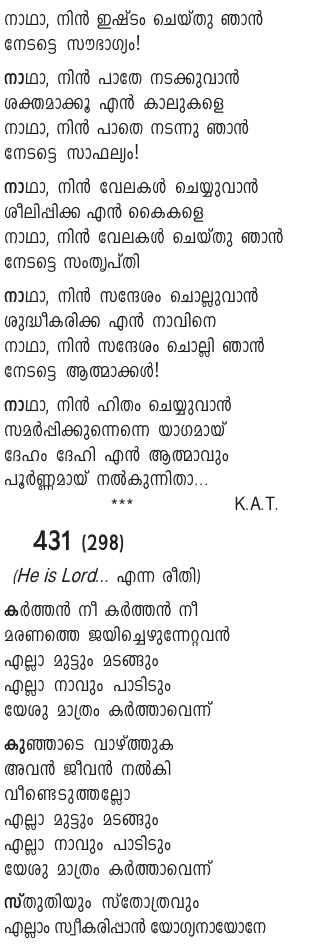 നാഥാ, നിൻ ഇഷ്ടം ചെയ്തു ഞാൻ
നേടട്ടെ സൗഭാഗ്യം!
നാഥാ, നിൻ പാതേ നടക്കുവാൻ
ശക്തമാക്കൂ എൻ കാലുകളെ
നാഥാ, നിൻ പാതെ നടന്നു ഞാൻ
നേടട്ടെ സാഫല്യം!
നാഥാ, നിൻ വേലകൾ ചെയ്യുവാൻ
ശീലിപ്പിക്ക എൻ കൈകളെ
നാഥാ, നിൻ വേലകൾ ചെയ്തു ഞാൻ
നേടട്ടെ സംതൃപ്തി
നാഥാ, നിൻ സന്ദേശം ചൊല്ലുവാൻ
ശുദ്ധീകരിക്ക എൻ നാവിനെ
നാഥാ, നിൻ സന്ദേശം ചൊല്ലി ഞാൻ
നേടട്ടെ ആത്മാക്കൾ!
നാഥാ, നിൻ ഹിതം ചെയ്യുവാൻ
സമർപ്പിക്കുന്നെന്നെ യാഗമായ്
ദേഹം ദേഹി എൻ ആത്മാവും
പൂർണ്ണമായ് നൽകുന്നിതാ...
*** K.A.T.
431 (298)
(He is Lord... എന്ന രീതി)
കർത്തൻ നീ കർത്തൻ നീ
മരണത്തെ ജയിച്ചെഴുന്നേറ്റവൻ
എല്ലാ മുട്ടും മടങ്ങും
എല്ലാ നാവും പാടിടും
യേശു മാത്രം കർത്താവെന്ന്
കുഞ്ഞാടെ വാഴ്ത്തുക
അവൻ ജീവൻ നൽകി
വീണ്ടെടുത്തല്ലോ
എല്ലാ മുട്ടും മടങ്ങും
എല്ലാ നാവും പാടിടും
യേശു മാത്രം കർത്താവെന്ന്
സ്തുതിയും സ്തോത്രവും
എല്ലാം സ്വീകരിപ്പാൻ യോഗ്യനായോനേ